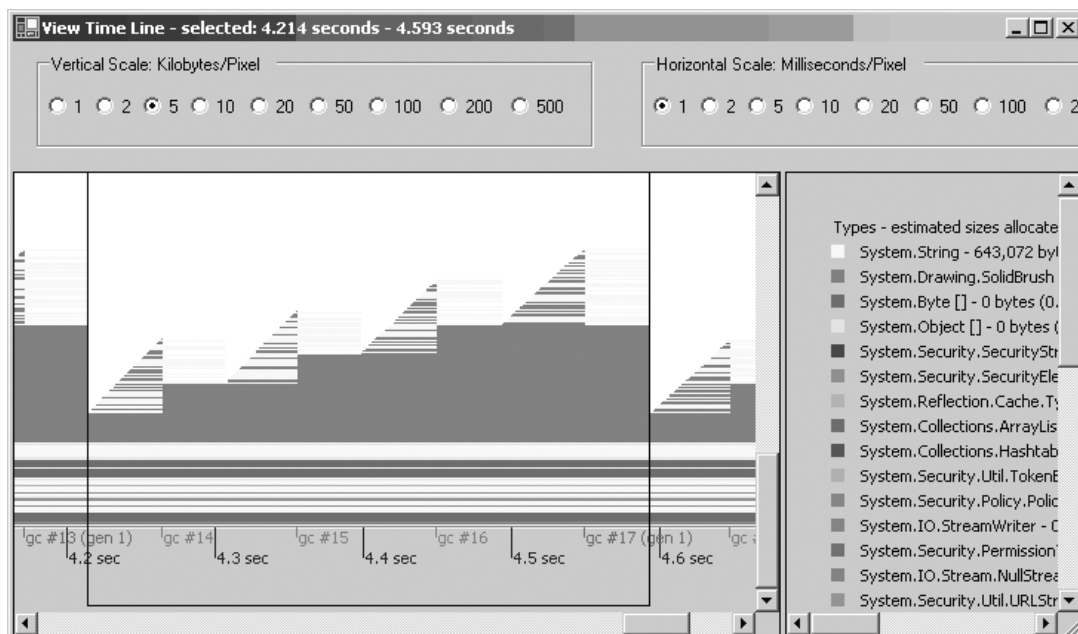 View Time Line - selected: 4.214 seconds - 4.593 seconds
Vertical Scale: Kilobytes/Pixel
1 2 5 10 20 50 100 200 500
Horizontal Scale: Milliseconds/Pixel
1 2 5 10 20 50 100 2
Types - estimated sizes allocate
System.String - 643,072 by
System.Drawing.SolidBrush
System.Byte [] - 0 bytes (0.
System.Object [] - 0 bytes (
System.Security.SecurityStr
System.Security.SecurityEle
System.Reflection.Cache.Ty
System.Collections.ArrayLis
System.Collections.Hashtab
System.Security.Util.TokenE
System.Security.Policy.Polic
System.IO.StreamWriter - 0
System.Security.Permission
System.IO.Stream.NullStrea
System.Security.Util.URLStr
gc #13 (gen 1) gc #14 gc #15 gc #16 gc #17 (gen 1) gc
4.2 sec 4.3 sec 4.4 sec 4.5 sec 4.6 sec